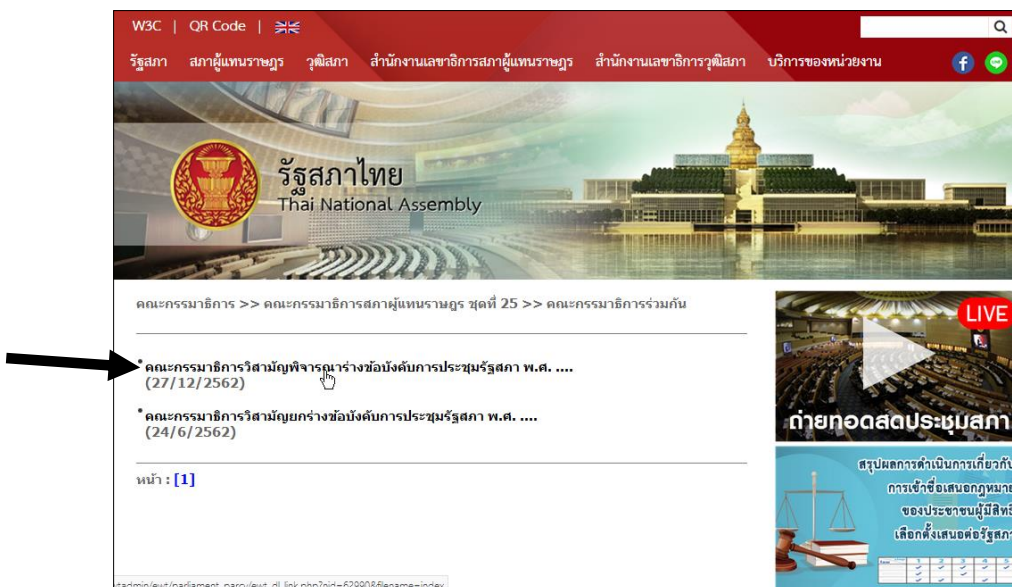 W3C | QR Code |
รัฐสภา สภาผู้แทนราษฎร วุฒิสภา สำนักงานเลขาธิการสภาผู้แทนราษฎร สำนักงานเลขาธิการวุฒิสภา บริการของหน่วยงาน
รัฐสภาไทย
Thai National Assembly
คณะกรรมาธิการ >> คณะกรรมาธิการสภาผู้แทนราษฎร ชุดที่ 25 >> คณะกรรมาธิการร่วมกัน
คณะกรรมาธิการวิสามัญพิจารณาร่างข้อบังคับการประชุมรัฐสภา พ.ศ. ....
(27/12/2562)
คณะกรรมาธิการวิสามัญยกร่างข้อบังคับการประชุมรัฐสภา พ.ศ. ....
(24/6/2562)
หน้า : [1]
LIVE
ถ่ายทอดสดประชุมสภา
สรุปผลการดำเนินการเกี่ยวกับ
การเข้าชื่อเสนอกฎหมาย
ของประชาชนผู้มีสิทธิ
เลือกตั้งเสนอต่อรัฐสภา